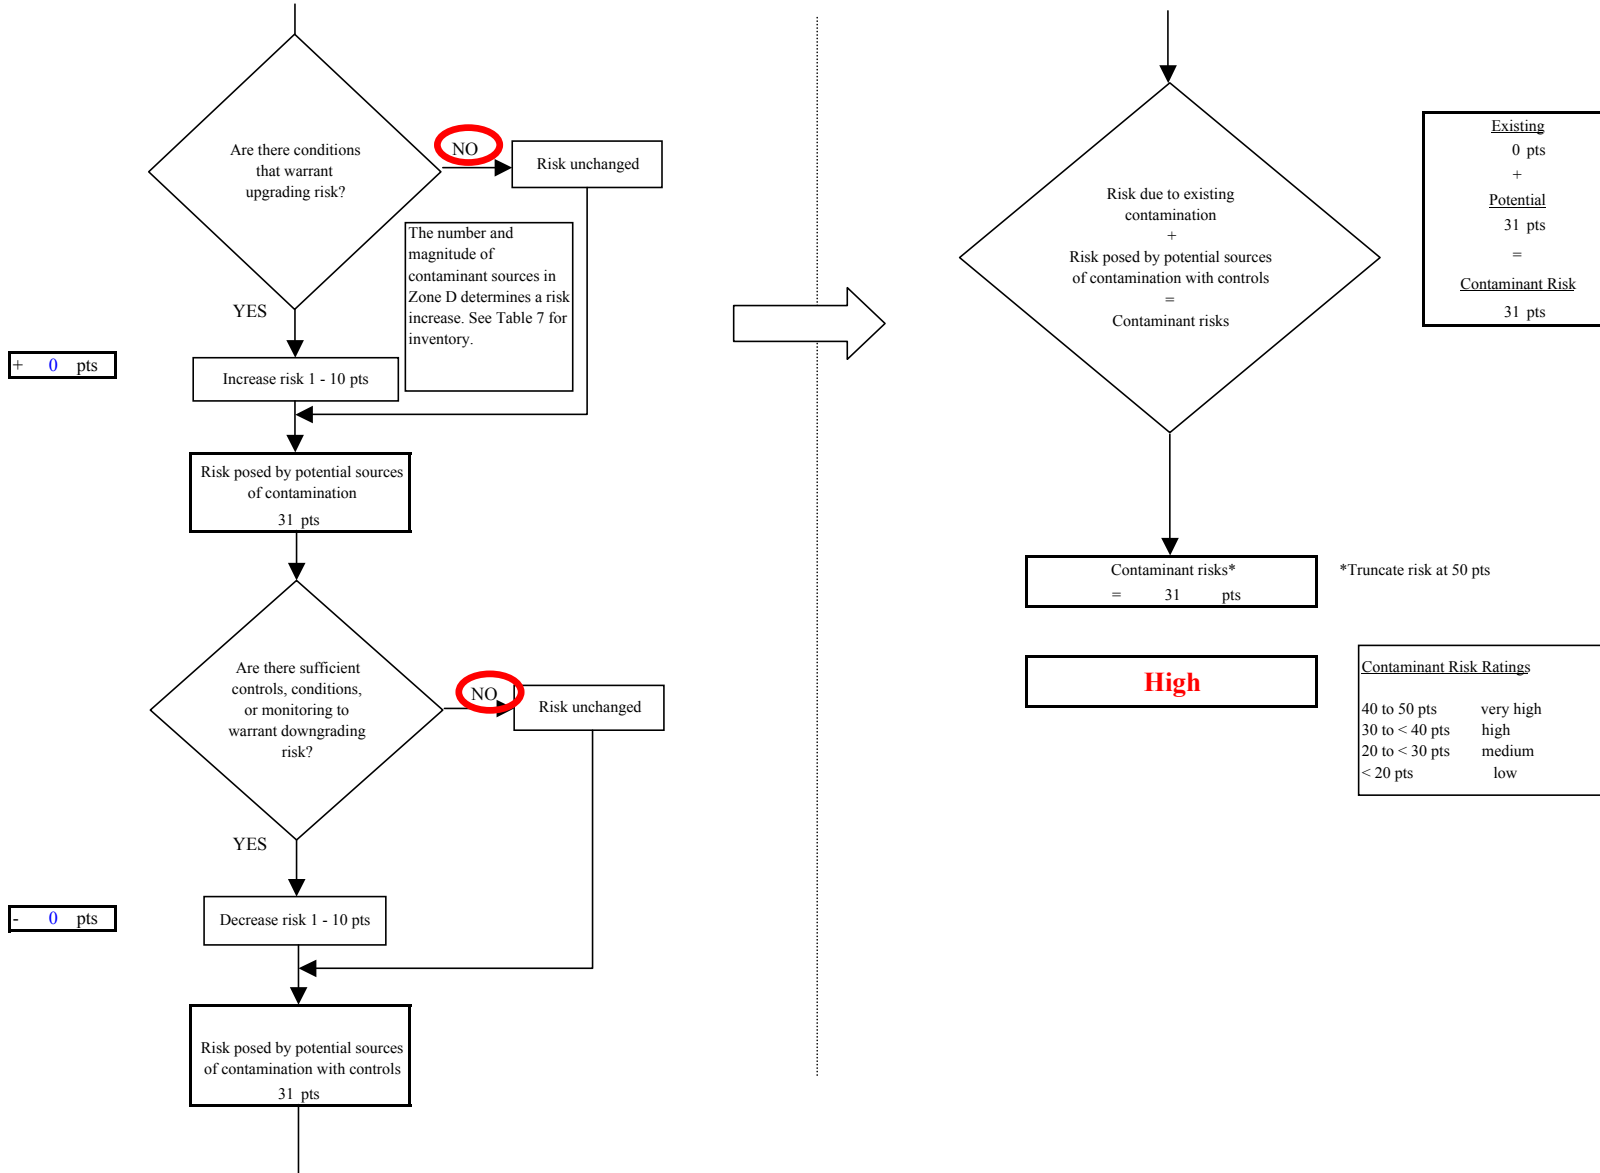 Are there conditions
that warrant
upgrading risk?
NO
Risk unchanged
The number and
magnitude of
contaminant sources in
Zone D determines a risk
increase. See Table 7 for
inventory.
YES
+ 0 pts
Increase risk 1 - 10 pts
Risk posed by potential sources
of contamination
31 pts
Are there sufficient
controls, conditions,
or monitoring to
warrant downgrading
risk?
NO
Risk unchanged
YES
- 0 pts
Decrease risk 1 - 10 pts
Risk posed by potential sources
of contamination with controls
31 pts
Risk due to existing
contamination
+
Risk posed by potential sources
of contamination with controls
=
Contaminant risks
Existing
0 pts
+
Potential
31 pts
=
Contaminant Risk
31 pts
Contaminant risks*
= 31 pts
*Truncate risk at 50 pts
High
Contaminant Risk Ratings
40 to 50 pts very high
30 to < 40 pts high
20 to < 30 pts medium
< 20 pts low